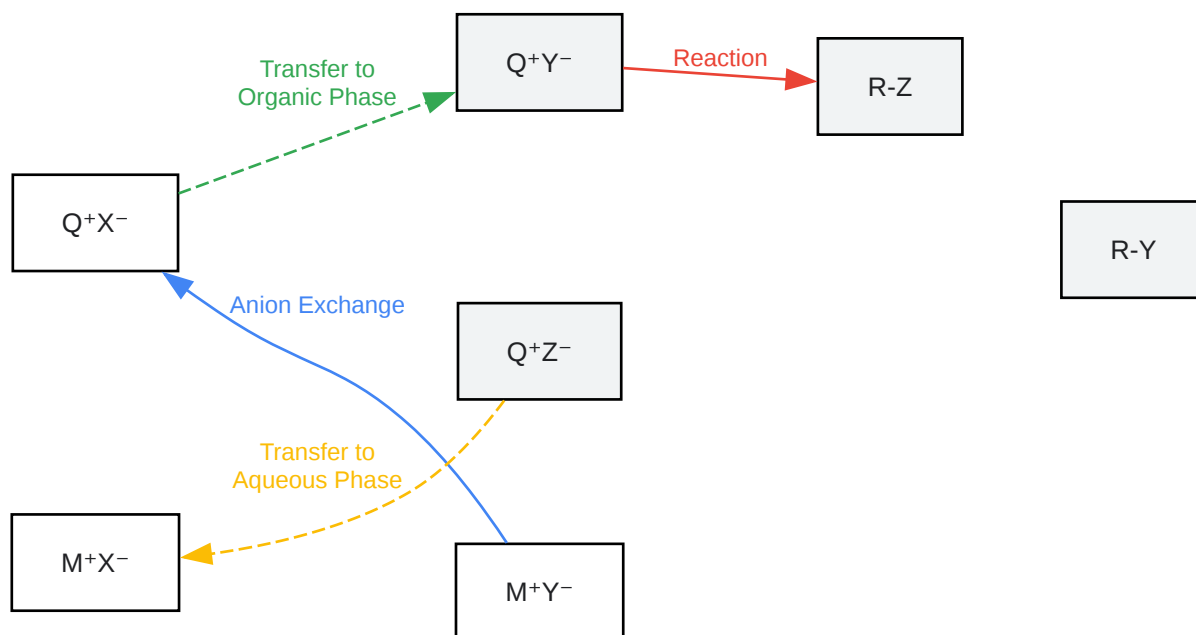 Q⁺Y⁻
Reaction
R-Z
Transfer to
Organic Phase
Q⁺X⁻
R-Y
Anion Exchange
Q⁺Z⁻
Transfer to
Aqueous Phase
M⁺X⁻
M⁺Y⁻